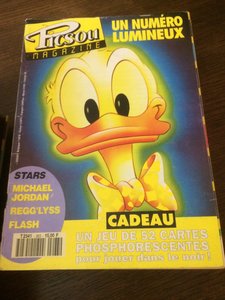 Picsou
MAGAZINE
UN NUMÉRO
LUMINEUX
STARS
MICHAEL
JORDAN
REGG'LYSS
FLASH
CADEAU
UN JEU DE 52 CARTES
PHOSPHORESCENTES
pour jouer dans le noir !